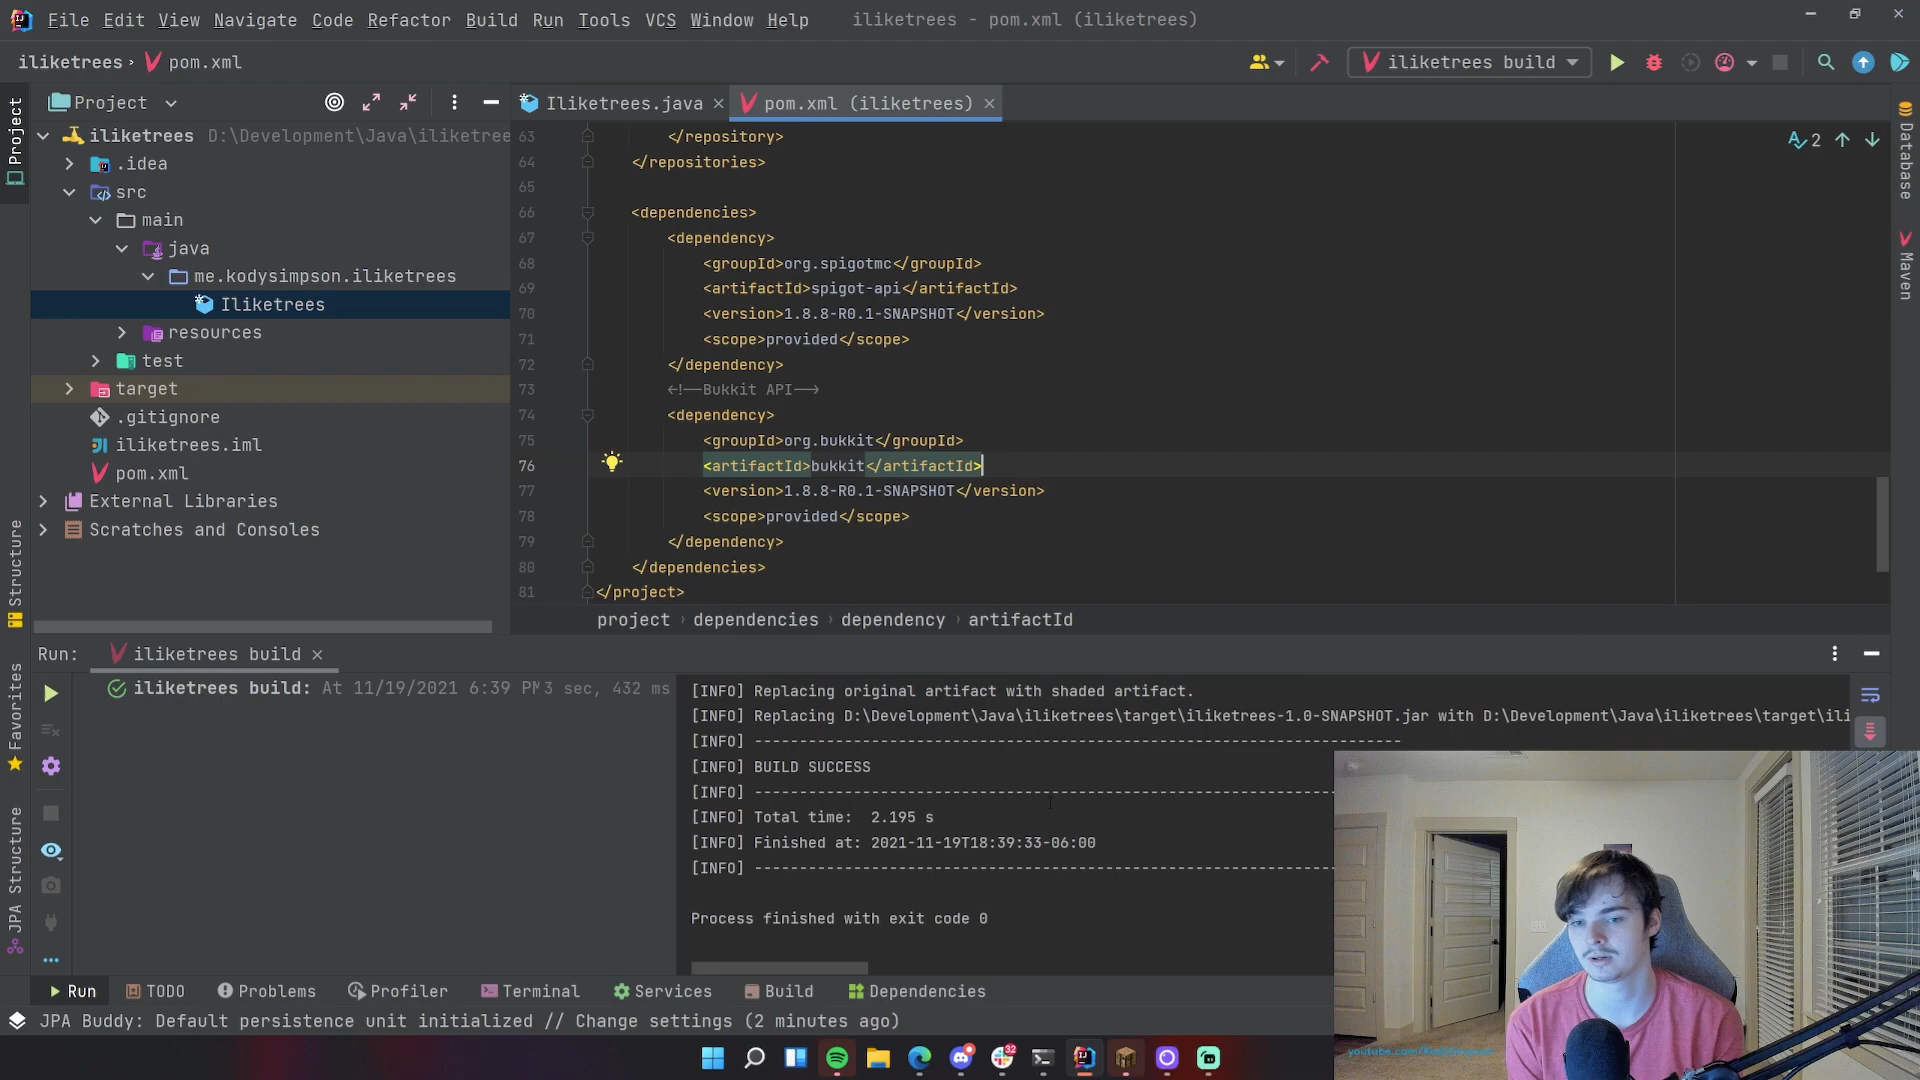 File Edit View Navigate Code Refactor Build Run Tools VCS Window Help iliketrees - pom.xml (iliketrees)
iliketrees › pom.xml iliketrees build
Project
Iliketrees.java pom.xml (iliketrees)
iliketrees D:\Development\Java\iliketree
.idea
src
main
java
me.kodysimpson.iliketrees
Iliketrees
resources
test
target
.gitignore
iliketrees.iml
pom.xml
External Libraries
Scratches and Consoles
Project
Structure
Favorites
JPA Structure
63 </repository>
64 </repositories>
65
66 <dependencies>
67 <dependency>
68 <groupId>org.spigotmc</groupId>
69 <artifactId>spigot-api</artifactId>
70 <version>1.8.8-R0.1-SNAPSHOT</version>
71 <scope>provided</scope>
72 </dependency>
73 <!--Bukkit API-->
74 <dependency>
75 <groupId>org.bukkit</groupId>
76 <artifactId>bukkit</artifactId>
77 <version>1.8.8-R0.1-SNAPSHOT</version>
78 <scope>provided</scope>
79 </dependency>
80 </dependencies>
81 </project>
2
Database
Maven
project › dependencies › dependency › artifactId
Run: iliketrees build
iliketrees build: At 11/19/2021 6:39 PM 3 sec, 432 ms
[INFO] Replacing original artifact with shaded artifact.
[INFO] Replacing D:\Development\Java\iliketrees\target\iliketrees-1.0-SNAPSHOT.jar with D:\Development\Java\iliketrees\target\ili
[INFO] ------------------------------------------------------------------------
[INFO] BUILD SUCCESS
[INFO] ----------------------------------------------------------------
[INFO] Total time:  2.195 s
[INFO] Finished at: 2021-11-19T18:39:33-06:00
[INFO] ----------------------------------------------------------------
Process finished with exit code 0
Run TODO Problems Profiler Terminal Services Build Dependencies
JPA Buddy: Default persistence unit initialized // Change settings (2 minutes ago)
32